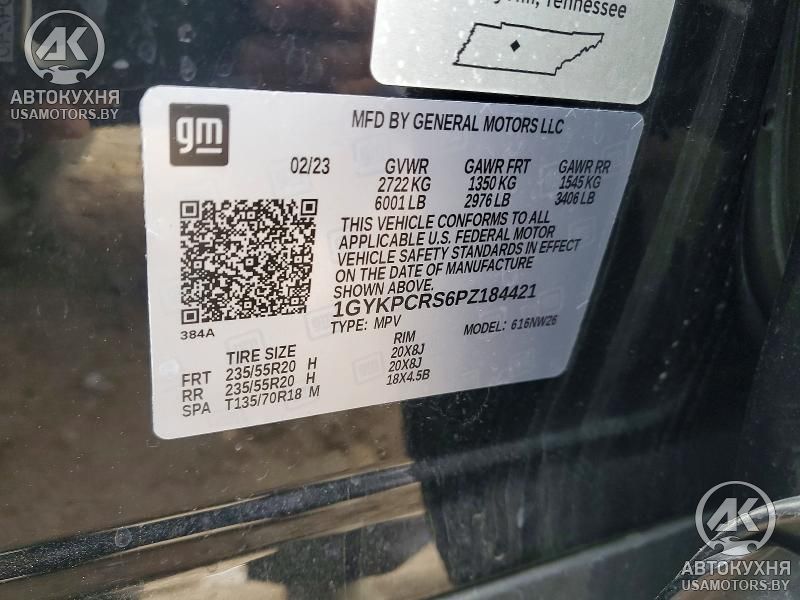 Tennessee
AK
АВТОКУХНЯ
USAMOTORS.BY
gm
MFD BY GENERAL MOTORS LLC
02/23 GVWR GAWR FRT GAWR RR
2722 KG 1350 KG 1545 KG
6001 LB 2976 LB 3406 LB
THIS VEHICLE CONFORMS TO ALL
APPLICABLE U.S. FEDERAL MOTOR
VEHICLE SAFETY STANDARDS IN EFFECT
ON THE DATE OF MANUFACTURE
SHOWN ABOVE.
1GYKPCRS6PZ184421
384A
TYPE: MPV MODEL: 616NW26
TIRE SIZE RIM
FRT 235/55R20 H 20X8J
RR 235/55R20 H 20X8J
SPA T135/70R18 M 18X4.5B
AK
АВТОКУХНЯ
USAMOTORS.BY